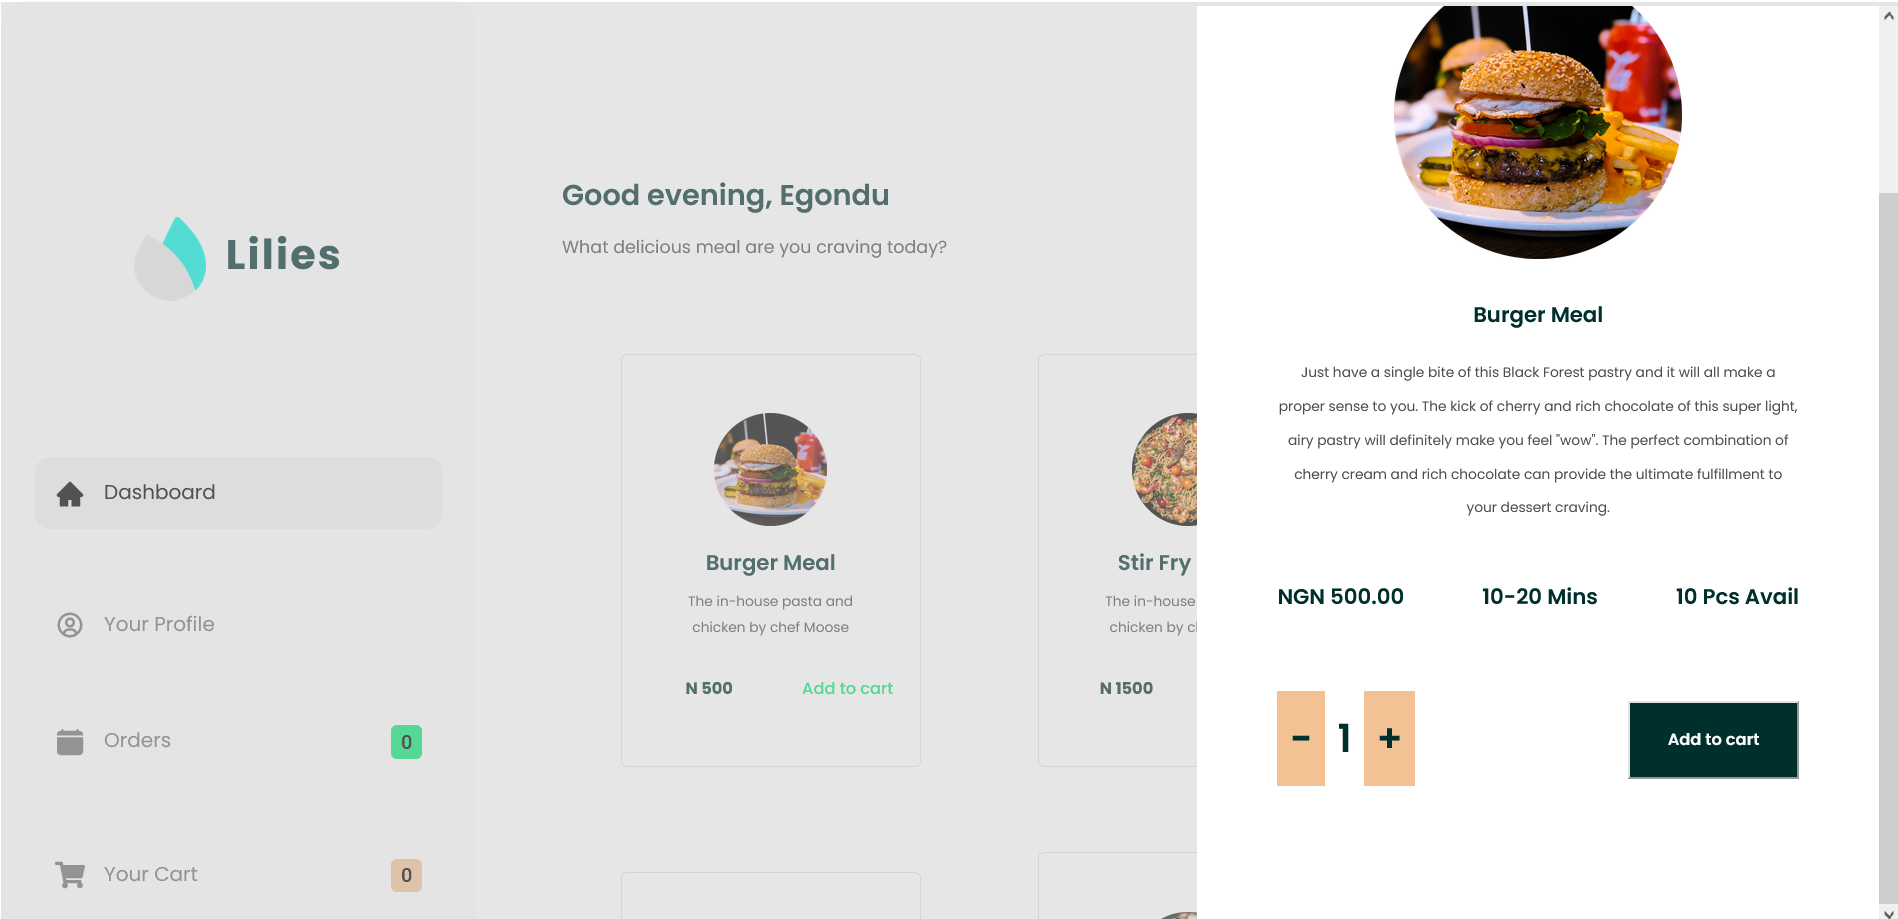 Lilies
Dashboard
Your Profile
Orders
0
Your Cart
0
Good evening, Egondu
What delicious meal are you craving today?
Burger Meal
The in-house pasta and
chicken by chef Moose
N 500
Add to cart
Stir Fry
The in-house
chicken by
N 1500
Burger Meal
Just have a single bite of this Black Forest pastry and it will all make a
proper sense to you. The kick of cherry and rich chocolate of this super light,
airy pastry will definitely make you feel "wow". The perfect combination of
cherry cream and rich chocolate can provide the ultimate fulfillment to
your dessert craving.
NGN 500.00
10-20 Mins
10 Pcs Avail
- 1 +
Add to cart